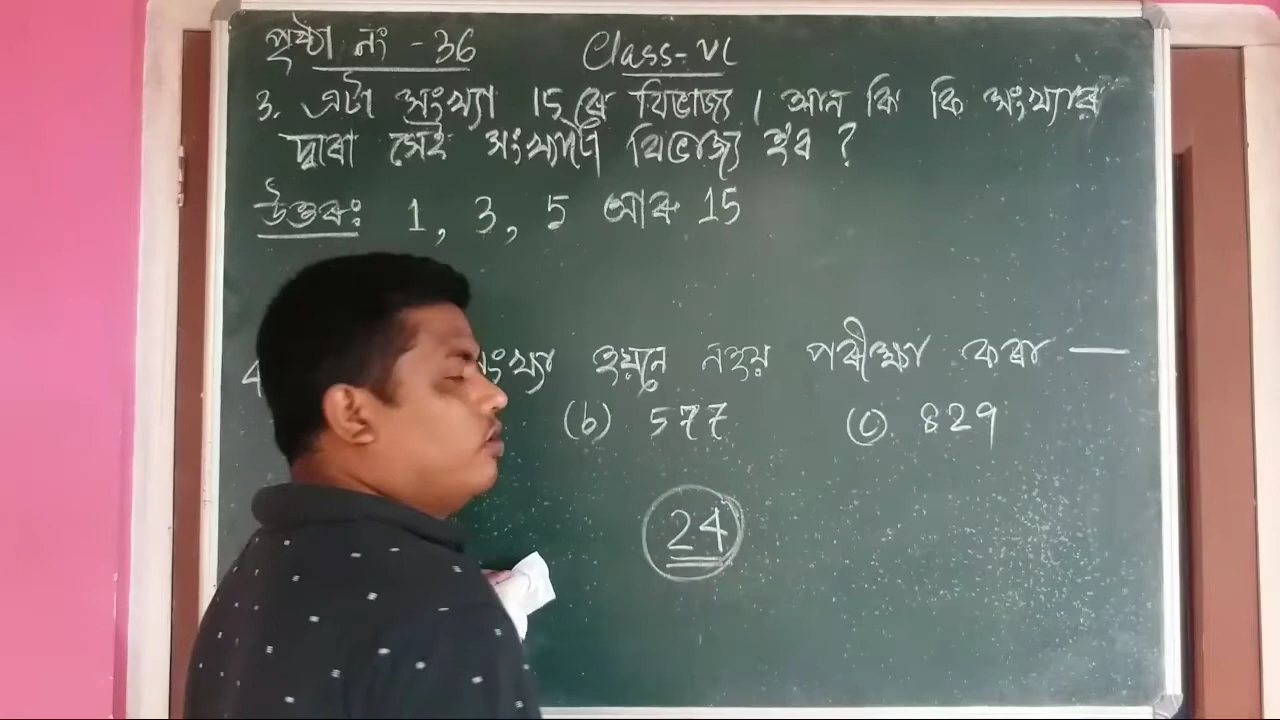 পৃষ্ঠা নং - 36 Class-VI
3. এটা সংখ্যা 15 ৰে বিভাজ্য । আন কি কি সংখ্যাৰ
দ্বাৰা সেই সংখ্যাটো বিভাজ্য হ'ব ?
উত্তৰঃ 1, 3, 5 আৰু 15
4 সংখ্যা হয়নে নহয় পৰীক্ষা কৰা —
(b) 577 (c) 829
24